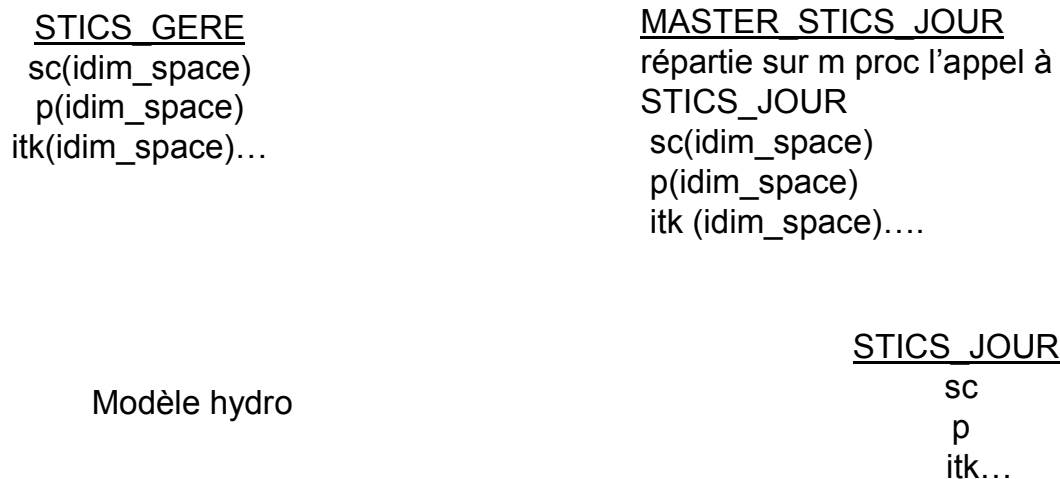 STICS_GERE
sc(idim_space)
p(idim_space)
itk(idim_space)…
MASTER_STICS_JOUR
répartie sur m proc l’appel à
STICS_JOUR
sc(idim_space)
p(idim_space)
itk (idim_space)….
Modèle hydro
STICS_JOUR
sc
p
itk…